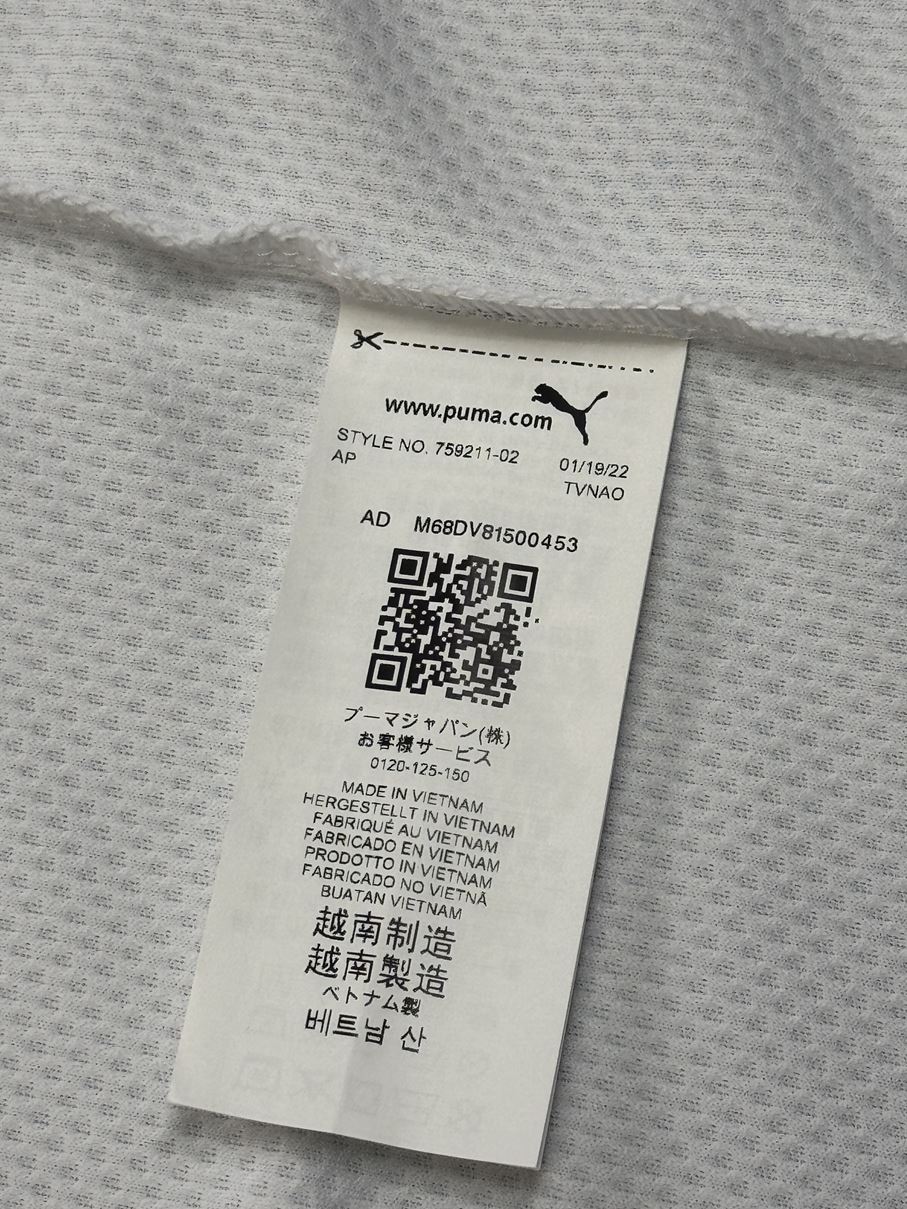 www.puma.com
STYLE NO. 759211-02 01/19/22
AP TVNAO
AD M68DV81500453
プーマジャパン(株)
お客様サービス
0120-125-150
MADE IN VIETNAM
HERGESTELLT IN VIETNAM
FABRIQUÉ AU VIETNAM
FABRICADO EN VIETNAM
PRODOTTO IN VIETNAM
FABRICADO NO VIETNÃ
BUATAN VIETNAM
越南制造
越南製造
ベトナム製
베트남 산